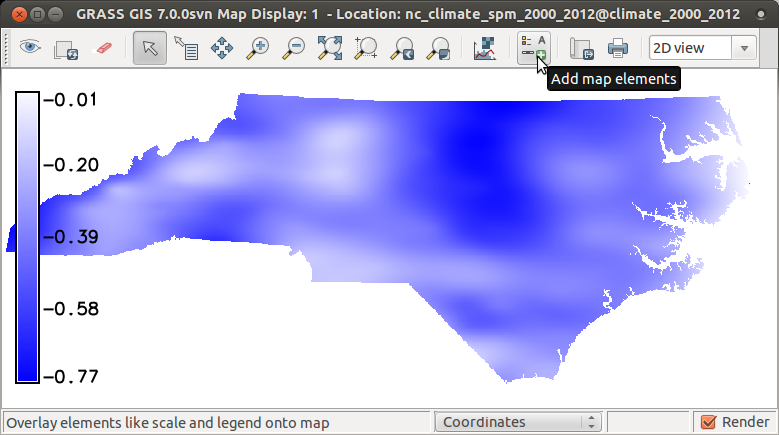 GRASS GIS 7.0.0svn Map Display: 1 - Location: nc_climate_spm_2000_2012@climate_2000_2012
A
2D view
Add map elements
−0.01
−0.20
−0.39
−0.58
−0.77
Overlay elements like scale and legend onto map
Coordinates
Render